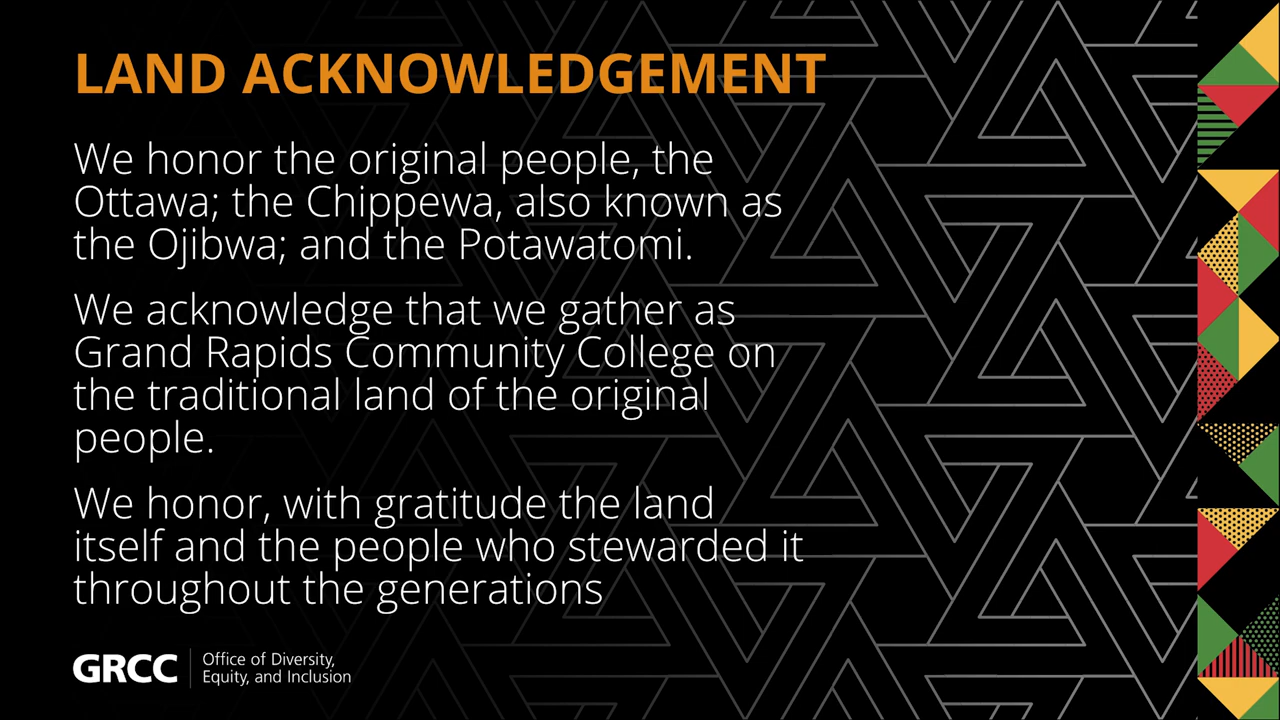 LAND ACKNOWLEDGEMENT
We honor the original people, the
Ottawa; the Chippewa, also known as
the Ojibwa; and the Potawatomi.
We acknowledge that we gather as
Grand Rapids Community College on
the traditional land of the original
people.
We honor, with gratitude the land
itself and the people who stewarded it
throughout the generations
GRCC
Office of Diversity,
Equity, and Inclusion